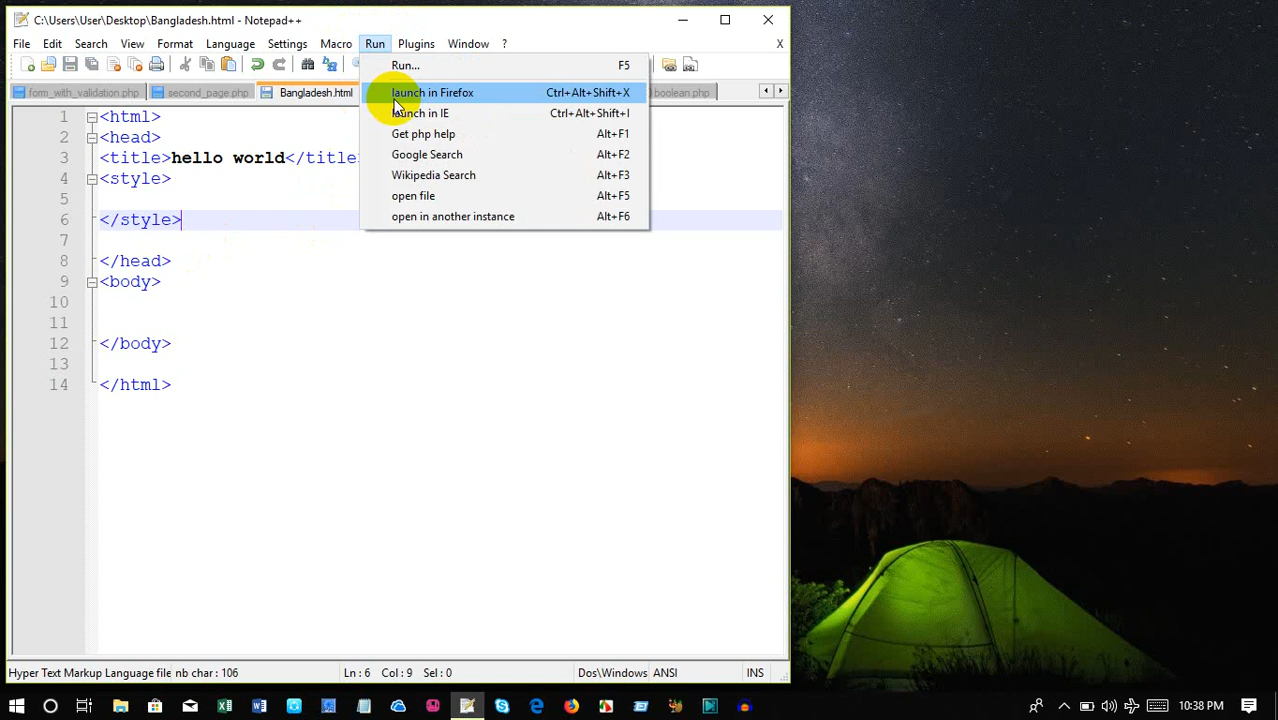 C:\Users\User\Desktop\Bangladesh.html - Notepad++
File Edit Search View Format Language Settings Macro Run Plugins Window ? X
form_with_validation.php second_page.php Bangladesh.html boolean.php
Run... F5
launch in Firefox Ctrl+Alt+Shift+X
launch in IE Ctrl+Alt+Shift+I
Get php help Alt+F1
Google Search Alt+F2
Wikipedia Search Alt+F3
open file Alt+F5
open in another instance Alt+F6
1 <html>
2 <head>
3 <title>hello world</title
4 <style>
5
6 </style>
7
8 </head>
9 <body>
10
11
12 </body>
13
14 </html>
Hyper Text Markup Language file nb char : 106 Ln : 6 Col : 9 Sel : 0 Dos\Windows ANSI INS
10:38 PM